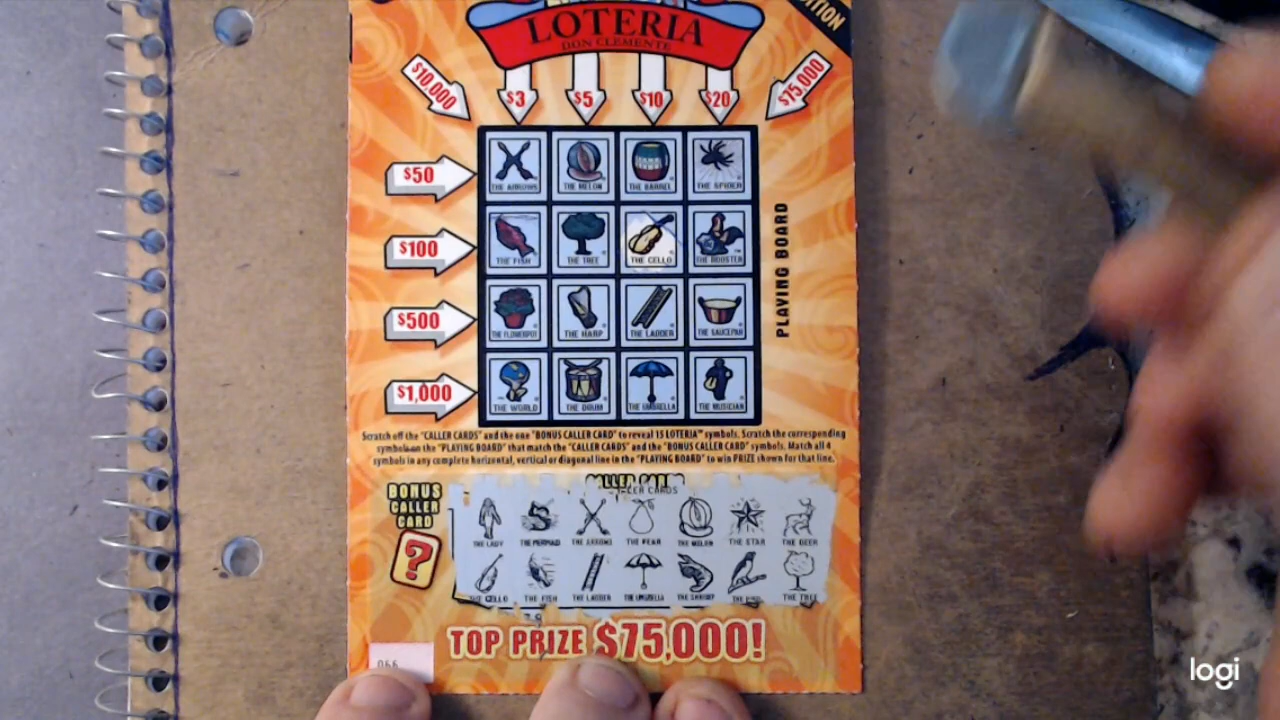 DITION
LOTERIA
DON CLEMENTE
$10,000 $3 $5 $10 $20 $75,000
$50
THE ARROWS THE MELON THE BARREL THE SPIDER
$100
THE FISH THE TREE THE CELLO THE ROOSTER
$500
THE FLOWERPOT THE HARP THE LADDER THE SAUCEPAN
$1,000
THE WORLD THE DRUM THE UMBRELLA THE MUSICIAN
PLAYING BOARD
Scratch off the "CALLER CARDS" and the one "BONUS CALLER CARD" to reveal 15 LOTERIA™ symbols. Scratch the corresponding
symbols on the "PLAYING BOARD" that match the "CALLER CARDS" and the "BONUS CALLER CARD" symbols. Match all 4
symbols in any complete horizontal, vertical or diagonal line in the "PLAYING BOARD" to win PRIZE shown for that line.
CALLER CARDS
BONUS
CALLER
CARD
?
THE LADY THE MERMAID THE ARROWS THE PEAR THE MELON THE STAR THE DEER
THE CELLO THE FISH THE LADDER THE UMBRELLA THE SHRIMP THE BIRD THE TREE
TOP PRIZE $75,000!
066
logi